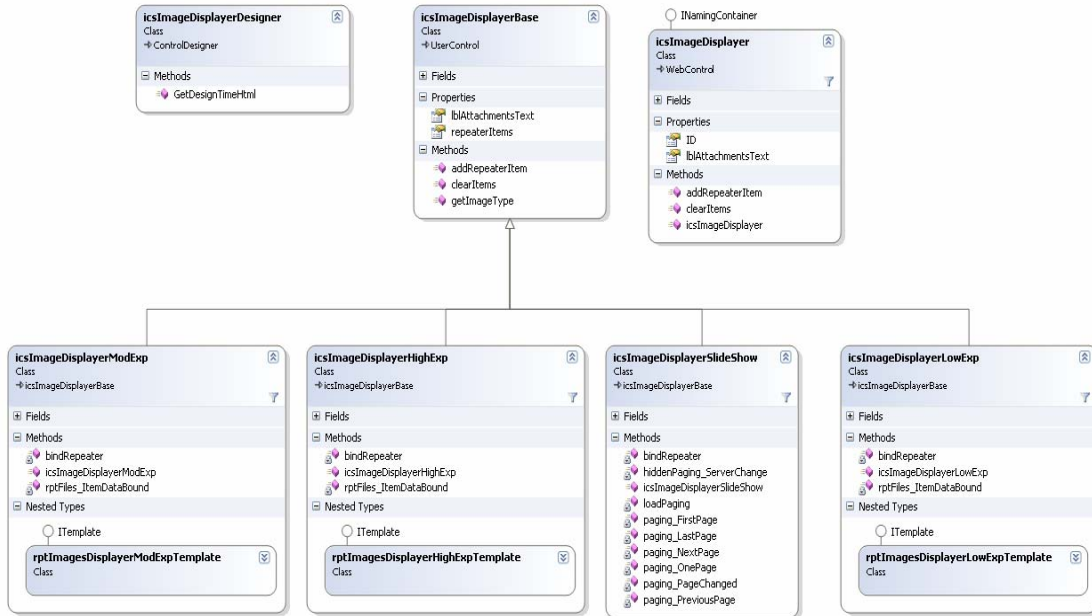 icsImageDisplayerDesigner
Class
ControlDesigner
Methods
GetDesignTimeHtml
icsImageDisplayerBase
Class
UserControl
Fields
Properties
lblAttachmentsText
repeaterItems
Methods
addRepeaterItem
clearItems
getImageType
INamingContainer
icsImageDisplayer
Class
WebControl
Fields
Properties
ID
lblAttachmentsText
Methods
addRepeaterItem
clearItems
icsImageDisplayer
icsImageDisplayerModExp
Class
icsImageDisplayerBase
Fields
Methods
bindRepeater
icsImageDisplayerModExp
rptFiles_ItemDataBound
Nested Types
ITemplate
rptImagesDisplayerModExpTemplate
Class
icsImageDisplayerHighExp
Class
icsImageDisplayerBase
Fields
Methods
bindRepeater
icsImageDisplayerHighExp
rptFiles_ItemDataBound
Nested Types
ITemplate
rptImagesDisplayerHighExpTemplate
Class
icsImageDisplayerSlideShow
Class
icsImageDisplayerBase
Fields
Methods
bindRepeater
hiddenPaging_ServerChange
icsImageDisplayerSlideShow
loadPaging
paging_FirstPage
paging_LastPage
paging_NextPage
paging_OnePage
paging_PageChanged
paging_PreviousPage
icsImageDisplayerLowExp
Class
icsImageDisplayerBase
Fields
Methods
bindRepeater
icsImageDisplayerLowExp
rptFiles_ItemDataBound
Nested Types
ITemplate
rptImagesDisplayerLowExpTemplate
Class